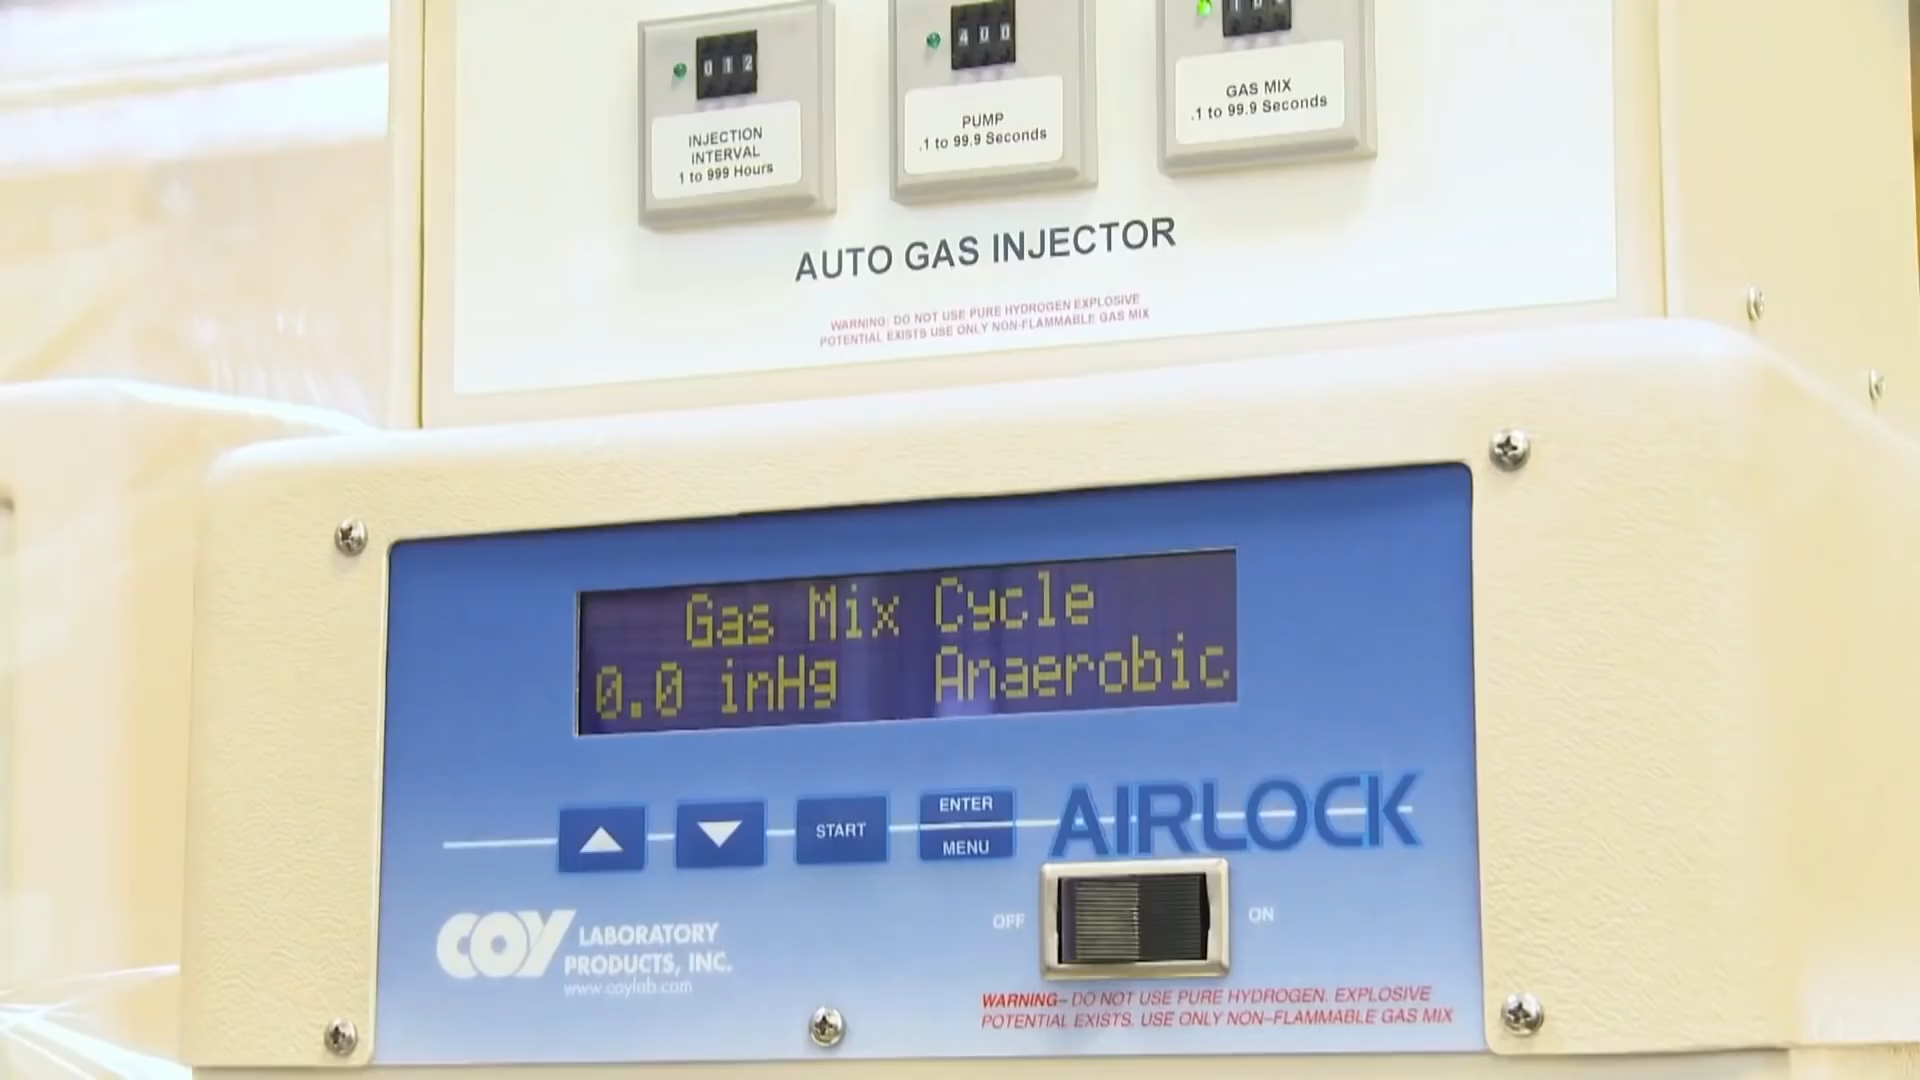 012
400
INJECTION
INTERVAL
1 to 999 Hours
PUMP
.1 to 99.9 Seconds
GAS MIX
.1 to 99.9 Seconds
AUTO GAS INJECTOR
WARNING: DO NOT USE PURE HYDROGEN EXPLOSIVE
POTENTIAL EXISTS USE ONLY NON-FLAMMABLE GAS MIX
Gas Mix Cycle
0.0 inHg Anaerobic
START
ENTER
MENU
AIRLOCK
OFF
ON
COY LABORATORY
PRODUCTS, INC.
www.coylab.com
WARNING– DO NOT USE PURE HYDROGEN. EXPLOSIVE
POTENTIAL EXISTS. USE ONLY NON–FLAMMABLE GAS MIX